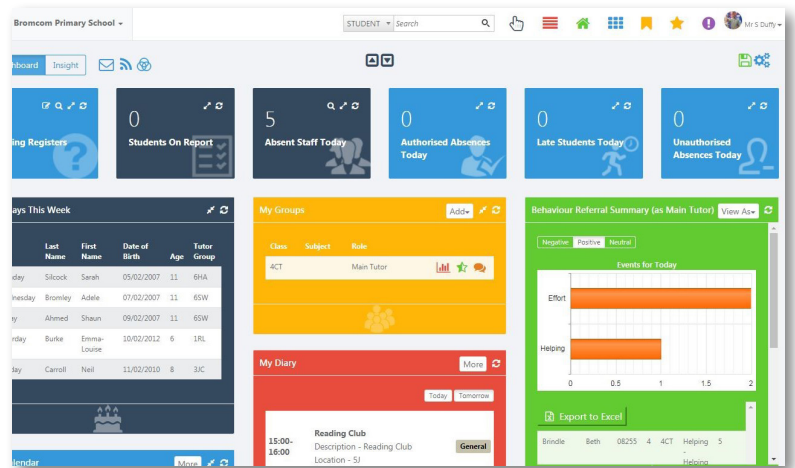 Bromcom Primary School
STUDENT Search
Mr S Duffy
hboard Insight
ing Registers
0
Students On Report
5
Absent Staff Today
0
Authorised Absences
Today
0
Late Students Today
0
Unauthorised
Absences Today
ays This Week
Last Name First Name Date of Birth Age Tutor Group
day Silcock Sarah 05/02/2007 11 6HA
nesday Bromley Adele 07/02/2007 11 6SW
ay Ahmed Shaun 09/02/2007 11 6SW
rday Burke Emma-Louise 10/02/2012 6 1RL
day Carroll Neil 11/02/2010 8 3JC
lendar More
My Groups Add
Class Subject Role
4CT Main Tutor
My Diary More
Today Tomorrow
15:00-
16:00
Reading Club
Description - Reading Club
Location - 5J
General
Behaviour Referral Summary (as Main Tutor) View As
Negative Positive Neutral
Events for Today
Effort
Helping
0 0.5 1 1.5 2
Export to Excel
Brindle Beth 08255 4 4CT Helping 5
-
Helping